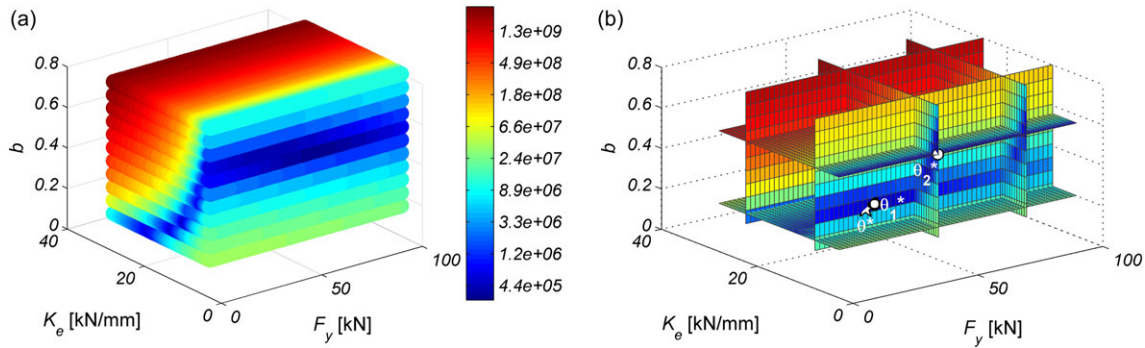 (a)
0.8
0.6
0.4
0.2
0
b
40
20
0
K_e [kN/mm]
0
50
100
F_y [kN]
1.3e+09
4.9e+08
1.8e+08
6.6e+07
2.4e+07
8.9e+06
3.3e+06
1.2e+06
4.4e+05
(b)
0.8
0.6
0.4
0.2
0
b
40
20
0
K_e [kN/mm]
0
50
100
F_y [kN]
θ_2*
θ_1*
θ*